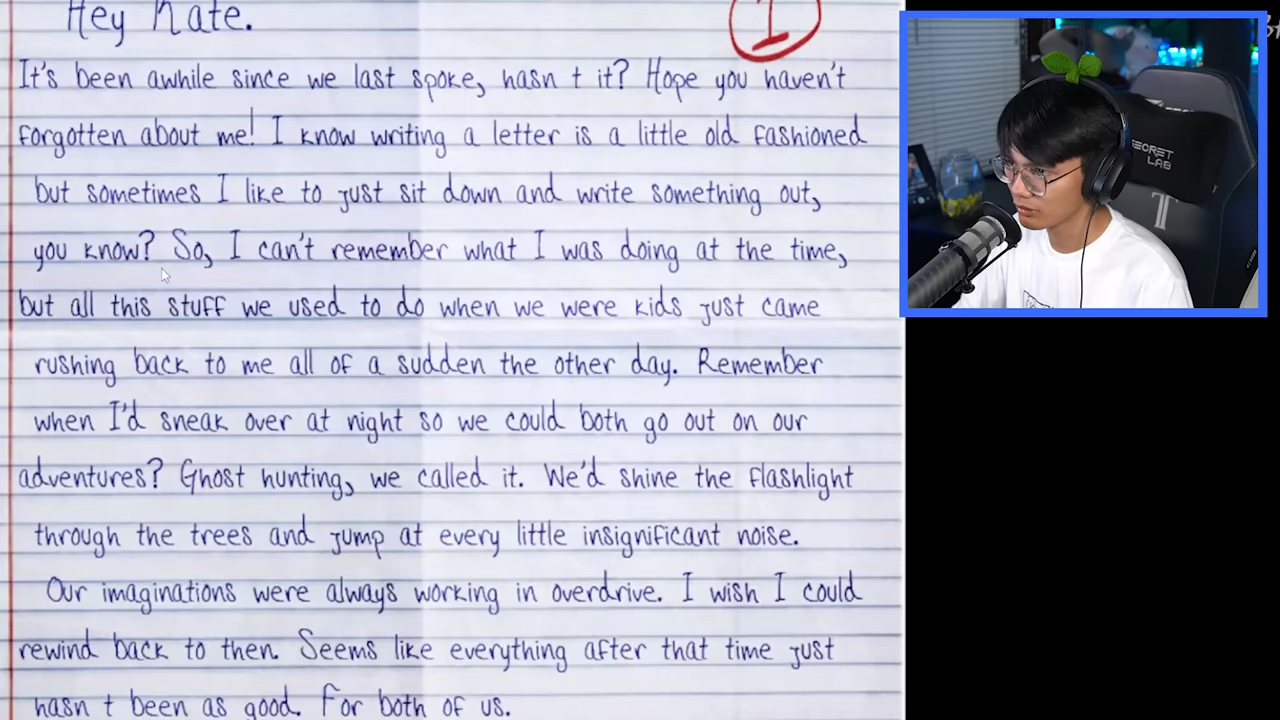 Hey Kate.
1
It's been awhile since we last spoke, hasn t it? Hope you haven't
forgotten about me! I know writing a letter is a little old fashioned
but sometimes I like to just sit down and write something out,
you know? So, I can't remember what I was doing at the time,
but all this stuff we used to do when we were kids just came
rushing back to me all of a sudden the other day. Remember
when I'd sneak over at night so we could both go out on our
adventures? Ghost hunting, we called it. We'd shine the flashlight
through the trees and jump at every little insignificant noise.
Our imaginations were always working in overdrive. I wish I could
rewind back to then. Seems like everything after that time just
hasn t been as good. For both of us.
SECRET
LAB